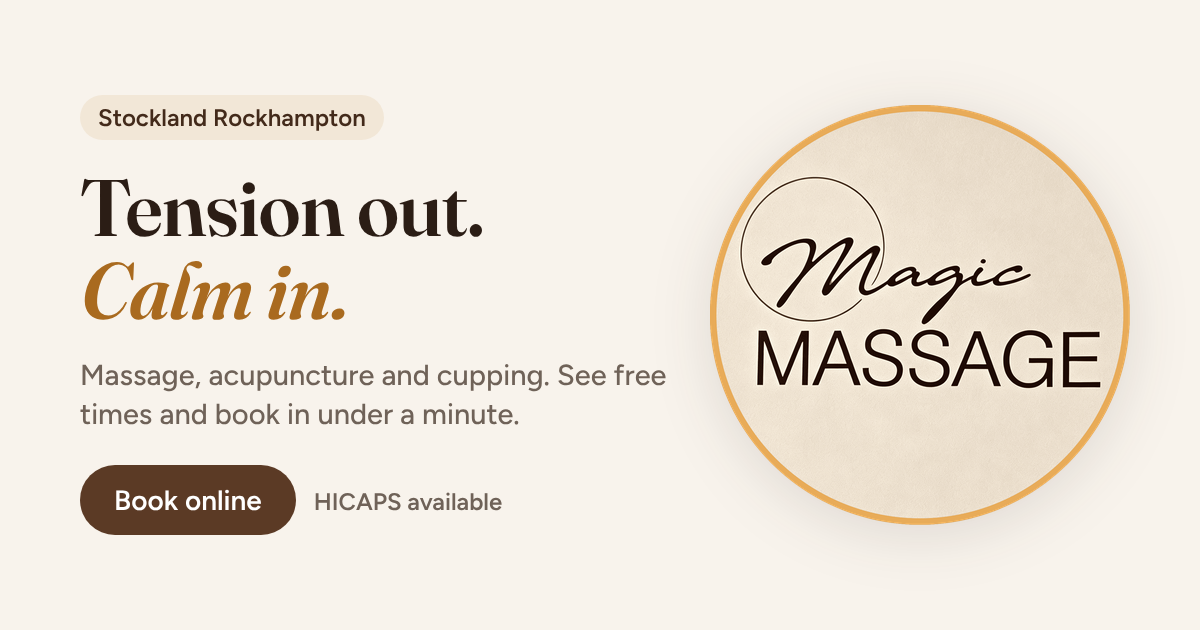 Stockland Rockhampton
Tension out.
Calm in.
Massage, acupuncture and cupping. See free
times and book in under a minute.
Book online
HICAPS available
Magic
MASSAGE